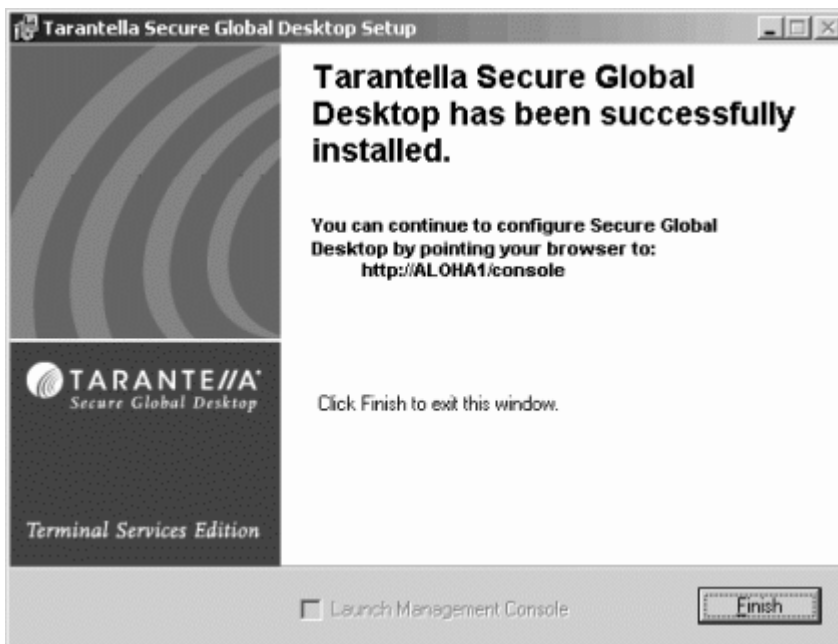 Tarantella Secure Global Desktop Setup
Tarantella Secure Global
Desktop has been successfully
installed.
You can continue to configure Secure Global
Desktop by pointing your browser to:
http://ALOHA1/console
TARANTE//A
Secure Global Desktop
Click Finish to exit this window.
Terminal Services Edition
Launch Management Console
Finish